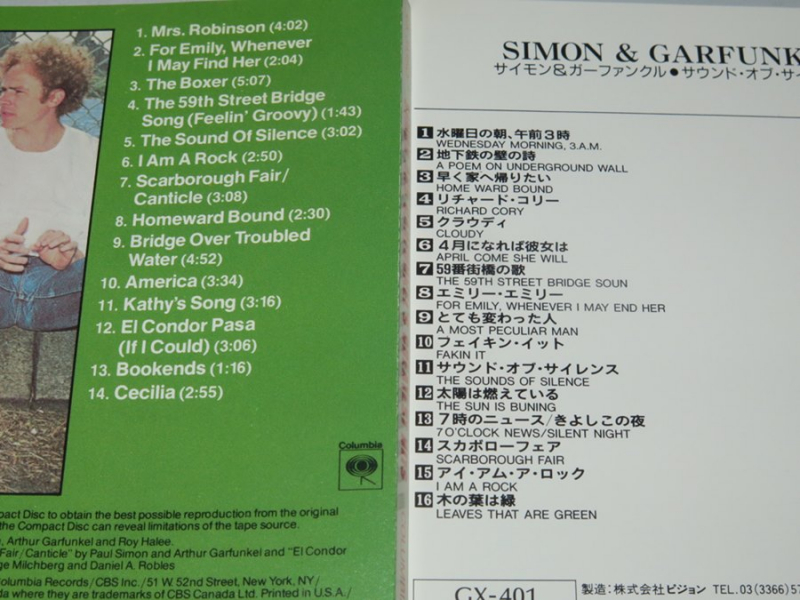 1. Mrs. Robinson (4:02)
2. For Emily, Whenever
I May Find Her (2:04)
3. The Boxer (5:07)
4. The 59th Street Bridge
Song (Feelin' Groovy) (1:43)
5. The Sound Of Silence (3:02)
6. I Am A Rock (2:50)
7. Scarborough Fair/
Canticle (3:08)
8. Homeward Bound (2:30)
9. Bridge Over Troubled
Water (4:52)
10. America (3:34)
11. Kathy's Song (3:16)
12. El Condor Pasa
(If I Could) (3:06)
13. Bookends (1:16)
14. Cecilia (2:55)
Columbia
pact Disc to obtain the best possible reproduction from the original
the Compact Disc can reveal limitations of the tape source.
Arthur Garfunkel and Roy Halee.
Fair/Canticle" by Paul Simon and Arthur Garfunkel and "El Condor
ge Milchberg and Daniel A. Robles
Columbia Records/CBS Inc./51 W. 52nd Street, New York, NY/
da where they are trademarks of CBS Canada Ltd. Printed in U.S.A./
SIMON & GARFUNK
サイモン&ガーファンクル●サウンド・オブ・サイ
1 水曜日の朝、午前3時
WEDNESDAY MORNING, 3.A.M.
2 地下鉄の壁の詩
A POEM ON UNDERGROUND WALL
3 早く家へ帰りたい
HOME WARD BOUND
4 リチャード・コリー
RICHARD CORY
5 クラウディ
CLOUDY
6 4月になれば彼女は
APRIL COME SHE WILL
7 59番街橋の歌
THE 59TH STREET BRIDGE SOUN
8 エミリー・エミリー
FOR EMILY, WHENEVER I MAY END HER
9 とても変わった人
A MOST PECULIAR MAN
10 フェイキン・イット
FAKIN IT
11 サウンド・オブ・サイレンス
THE SOUNDS OF SILENCE
12 太陽は燃えている
THE SUN IS BUNING
13 7時のニュース/きよしこの夜
7 O'CLOCK NEWS/SILENT NIGHT
14 スカボローフェア
SCARBOROUGH FAIR
15 アイ・アム・ア・ロック
I AM A ROCK
16 木の葉は緑
LEAVES THAT ARE GREEN
GX-401
製造:株式会社ピジョン TEL.03(3366)57